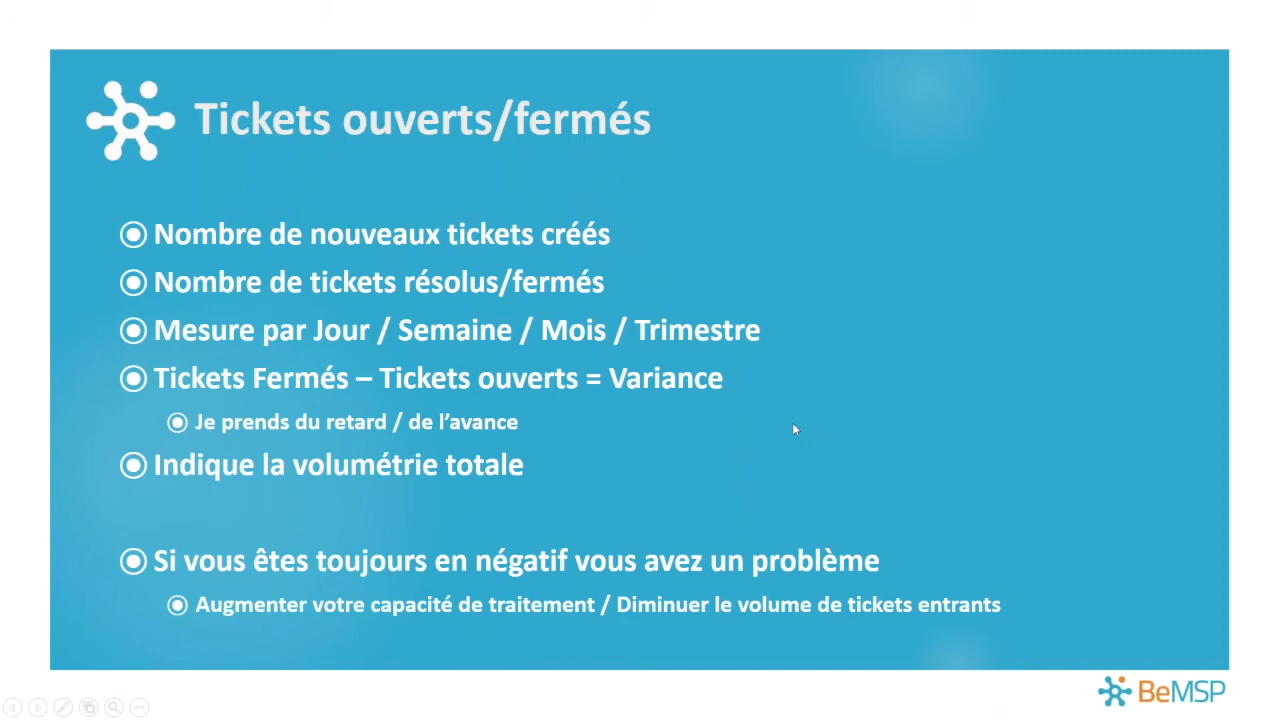 Tickets ouverts/fermés
Nombre de nouveaux tickets créés
Nombre de tickets résolus/fermés
Mesure par Jour / Semaine / Mois / Trimestre
Tickets Fermés – Tickets ouverts = Variance
Je prends du retard / de l’avance
Indique la volumétrie totale
Si vous êtes toujours en négatif vous avez un problème
Augmenter votre capacité de traitement / Diminuer le volume de tickets entrants
BeMSP